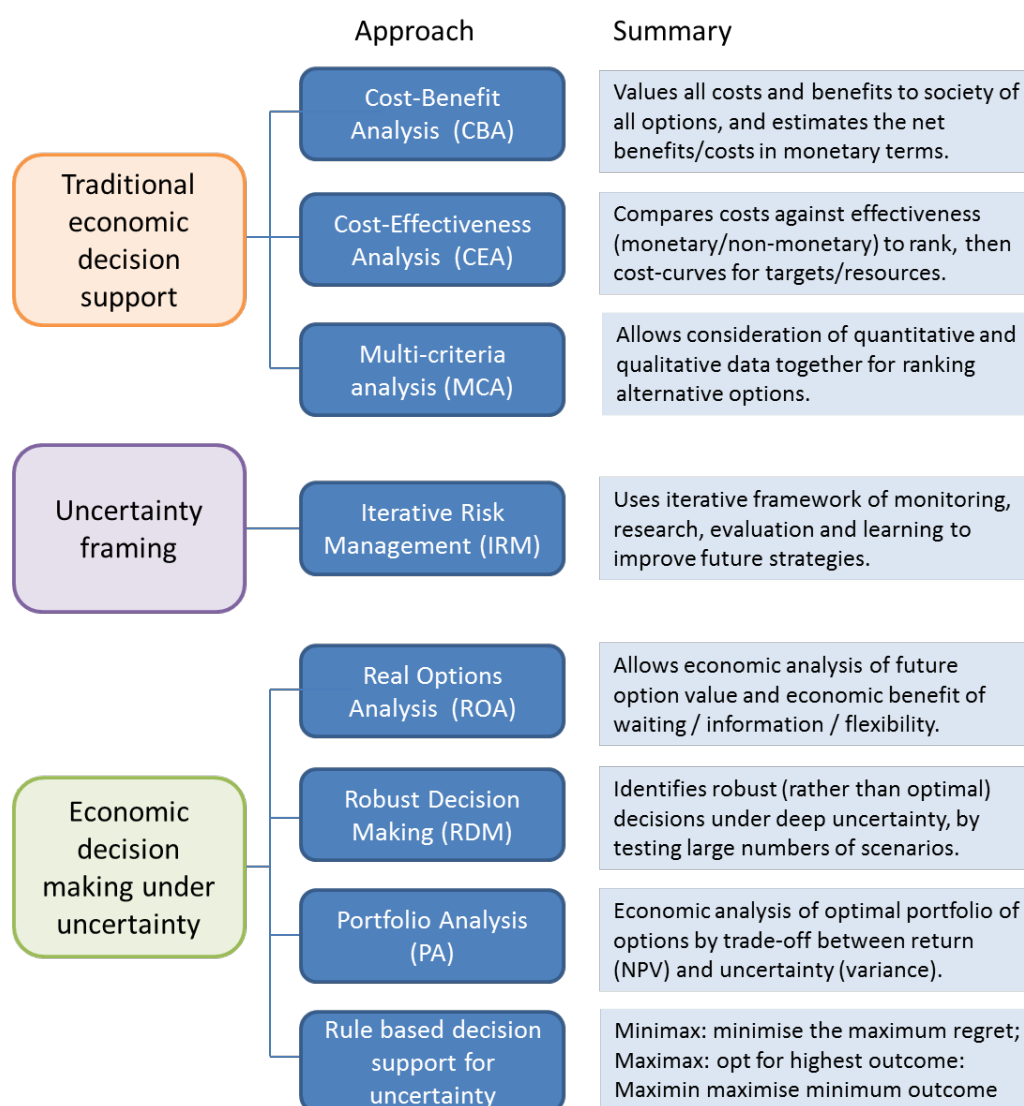 Approach
Summary
Traditional
economic
decision
support
Cost-Benefit
Analysis (CBA)
Values all costs and benefits to society of
all options, and estimates the net
benefits/costs in monetary terms.
Cost-Effectiveness
Analysis (CEA)
Compares costs against effectiveness
(monetary/non-monetary) to rank, then
cost-curves for targets/resources.
Multi-criteria
analysis (MCA)
Allows consideration of quantitative and
qualitative data together for ranking
alternative options.
Uncertainty
framing
Iterative Risk
Management (IRM)
Uses iterative framework of monitoring,
research, evaluation and learning to
improve future strategies.
Economic
decision
making under
uncertainty
Real Options
Analysis (ROA)
Allows economic analysis of future
option value and economic benefit of
waiting / information / flexibility.
Robust Decision
Making (RDM)
Identifies robust (rather than optimal)
decisions under deep uncertainty, by
testing large numbers of scenarios.
Portfolio Analysis
(PA)
Economic analysis of optimal portfolio of
options by trade-off between return
(NPV) and uncertainty (variance).
Rule based decision
support for
uncertainty
Minimax: minimise the maximum regret;
Maximax: opt for highest outcome:
Maximin maximise minimum outcome